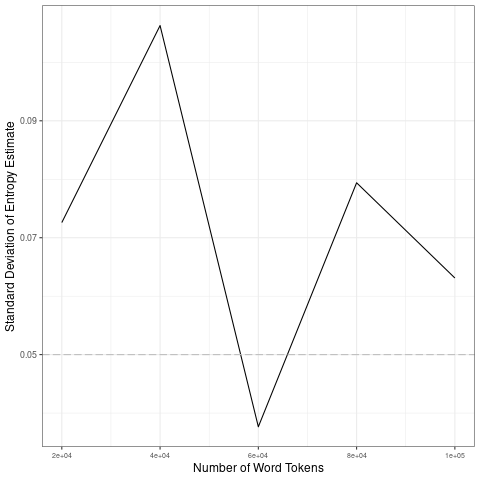 Standard Deviation of Entropy Estimate
0.09
0.07
0.05
2e+04 4e+04 6e+04 8e+04 1e+05
Number of Word Tokens